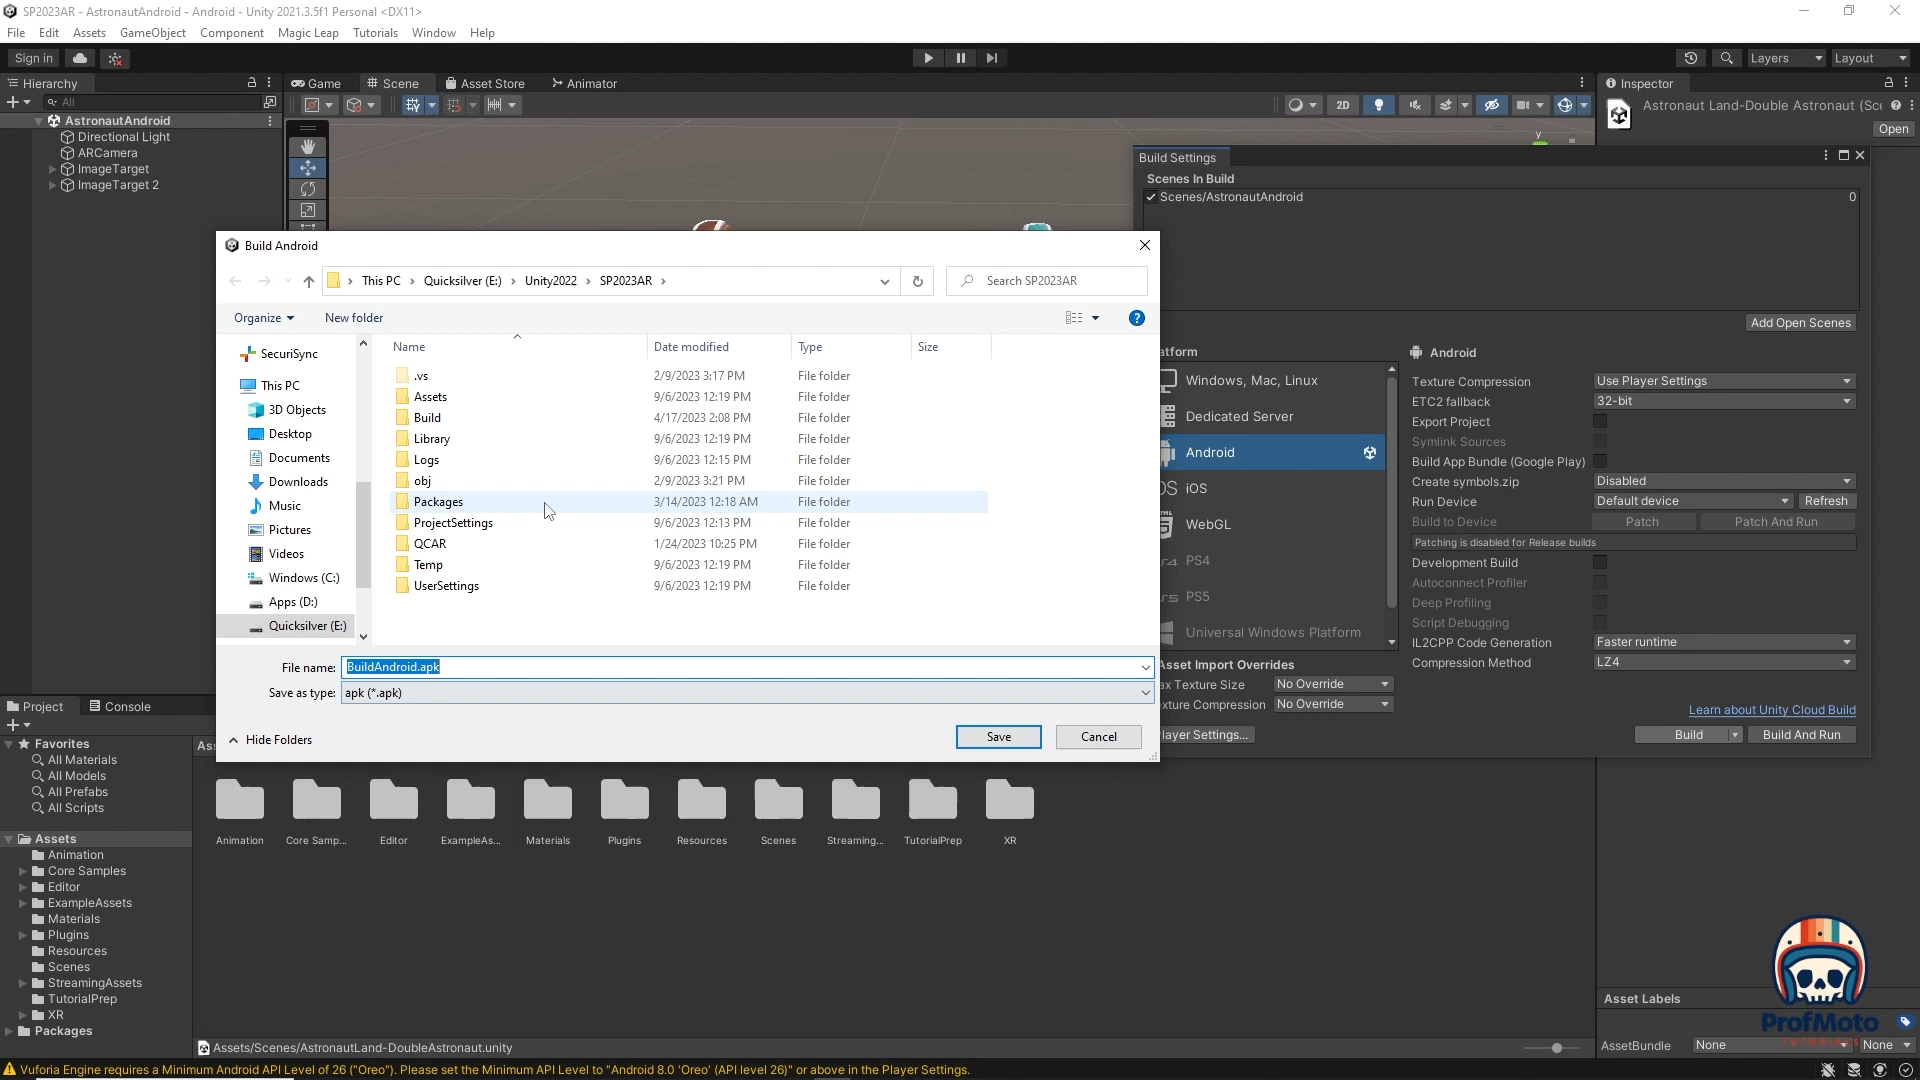 SP2023AR - AstronautAndroid - Android - Unity 2021.3.5f1 Personal <DX11>
File Edit Assets GameObject Component Magic Leap Tutorials Window Help
Sign in
Layers
Layout
Hierarchy
All
AstronautAndroid
Directional Light
ARCamera
ImageTarget
ImageTarget 2
Game
Scene
Asset Store
Animator
2D
y
Inspector
Astronaut Land-Double Astronaut (Sce
Open
Build Settings
Scenes In Build
Scenes/AstronautAndroid
0
Add Open Scenes
Build Android
This PC > Quicksilver (E:) > Unity2022 > SP2023AR >
Search SP2023AR
Organize
New folder
SecuriSync
This PC
3D Objects
Desktop
Documents
Downloads
Music
Pictures
Videos
Windows (C:)
Apps (D:)
Quicksilver (E:)
Name Date modified Type Size
.vs 2/9/2023 3:17 PM File folder
Assets 9/6/2023 12:19 PM File folder
Build 4/17/2023 2:08 PM File folder
Library 9/6/2023 12:19 PM File folder
Logs 9/6/2023 12:15 PM File folder
obj 2/9/2023 3:21 PM File folder
Packages 3/14/2023 12:18 AM File folder
ProjectSettings 9/6/2023 12:13 PM File folder
QCAR 1/24/2023 10:25 PM File folder
Temp 9/6/2023 12:19 PM File folder
UserSettings 9/6/2023 12:19 PM File folder
File name: BuildAndroid.apk
Save as type: apk (*.apk)
Hide Folders
Save
Cancel
atform
Windows, Mac, Linux
Dedicated Server
Android
iOS
WebGL
PS4
PS5
Universal Windows Platform
Asset Import Overrides
ax Texture Size No Override
xture Compression No Override
layer Settings...
Android
Texture Compression Use Player Settings
ETC2 fallback 32-bit
Export Project
Symlink Sources
Build App Bundle (Google Play)
Create symbols.zip Disabled
Run Device Default device Refresh
Build to Device Patch Patch And Run
Patching is disabled for Release builds
Development Build
Autoconnect Profiler
Deep Profiling
Script Debugging
IL2CPP Code Generation Faster runtime
Compression Method LZ4
Learn about Unity Cloud Build
Build
Build And Run
Project
Console
Favorites
All Materials
All Models
All Prefabs
All Scripts
Assets
Animation
Core Samples
Editor
ExampleAssets
Materials
Plugins
Resources
Scenes
StreamingAssets
TutorialPrep
XR
Packages
Ass
Animation Core Samp... Editor ExampleAs... Materials Plugins Resources Scenes Streaming... TutorialPrep XR
Assets/Scenes/AstronautLand-DoubleAstronaut.unity
Asset Labels
ProfMoto
TUTORIALS
AssetBundle None None
Vuforia Engine requires a Minimum Android API Level of 26 ("Oreo"). Please set the Minimum API Level to "Android 8.0 'Oreo' (API level 26)" or above in the Player Settings.